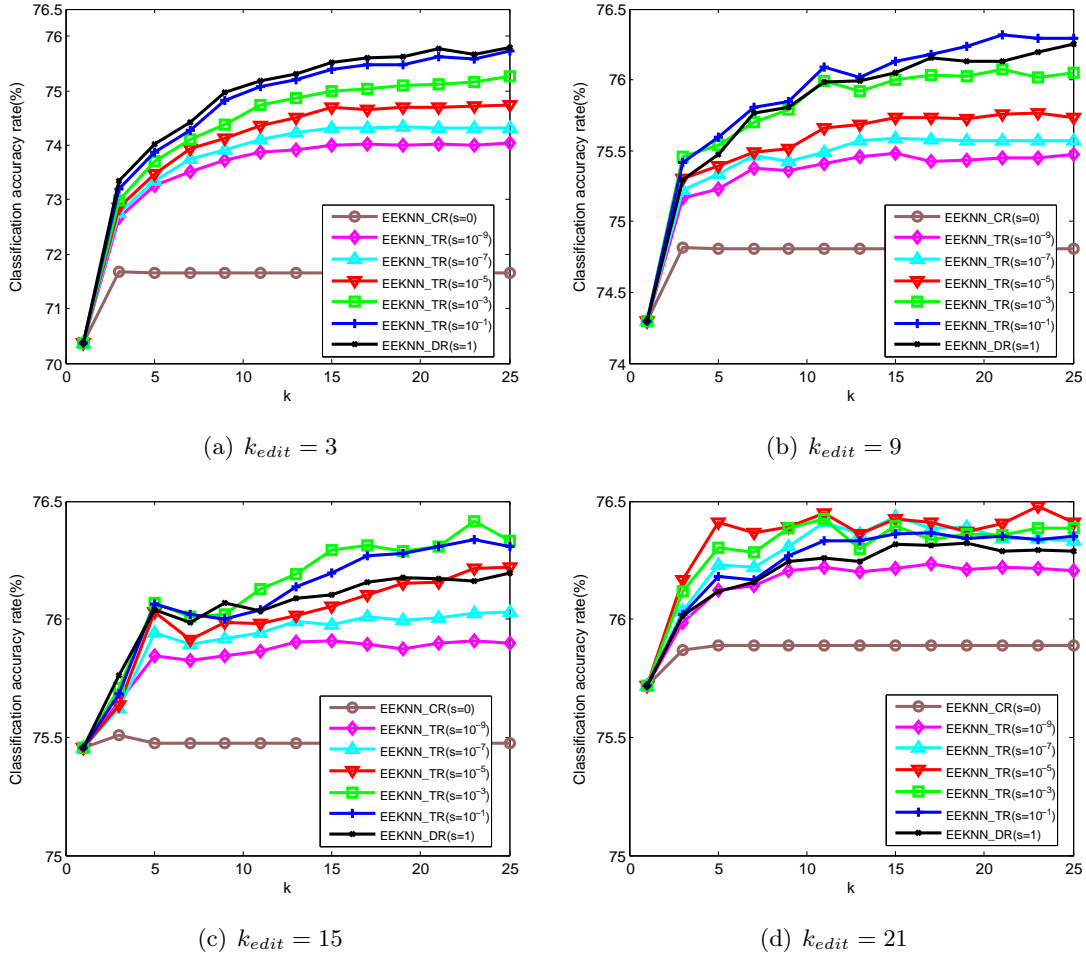 76.5
76
75
74
73
72
71
70
0 5 10 15 20 25
k
Classification accuracy rate(%)
EEKNN_CR(s=0)
EEKNN_TR(s=10⁻⁹)
EEKNN_TR(s=10⁻⁷)
EEKNN_TR(s=10⁻⁵)
EEKNN_TR(s=10⁻³)
EEKNN_TR(s=10⁻¹)
EEKNN_DR(s=1)
(a) k_edit = 3
76.5
76
75.5
75
74.5
74
0 5 10 15 20 25
k
Classification accuracy rate(%)
EEKNN_CR(s=0)
EEKNN_TR(s=10⁻⁹)
EEKNN_TR(s=10⁻⁷)
EEKNN_TR(s=10⁻⁵)
EEKNN_TR(s=10⁻³)
EEKNN_TR(s=10⁻¹)
EEKNN_DR(s=1)
(b) k_edit = 9
76.5
76
75.5
75
0 5 10 15 20 25
k
Classification accuracy rate(%)
EEKNN_CR(s=0)
EEKNN_TR(s=10⁻⁹)
EEKNN_TR(s=10⁻⁷)
EEKNN_TR(s=10⁻⁵)
EEKNN_TR(s=10⁻³)
EEKNN_TR(s=10⁻¹)
EEKNN_DR(s=1)
(c) k_edit = 15
76.5
76
75.5
75
0 5 10 15 20 25
k
Classification accuracy rate(%)
EEKNN_CR(s=0)
EEKNN_TR(s=10⁻⁹)
EEKNN_TR(s=10⁻⁷)
EEKNN_TR(s=10⁻⁵)
EEKNN_TR(s=10⁻³)
EEKNN_TR(s=10⁻¹)
EEKNN_DR(s=1)
(d) k_edit = 21